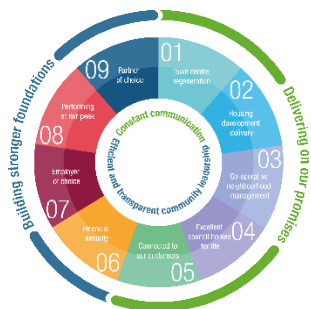 Building stronger foundations
Delivering on our promises
Constant communication
Efficient and transparent community leadership
01
Town centre
regeneration
02
Housing
development
delivery
03
Co-operative
neighbourhood
management
04
Excellent
council homes
for life
05
Connected to
our customers
06
Financial
security
07
Employer
of choice
08
Performing
at our peak
09
Partner
of choice